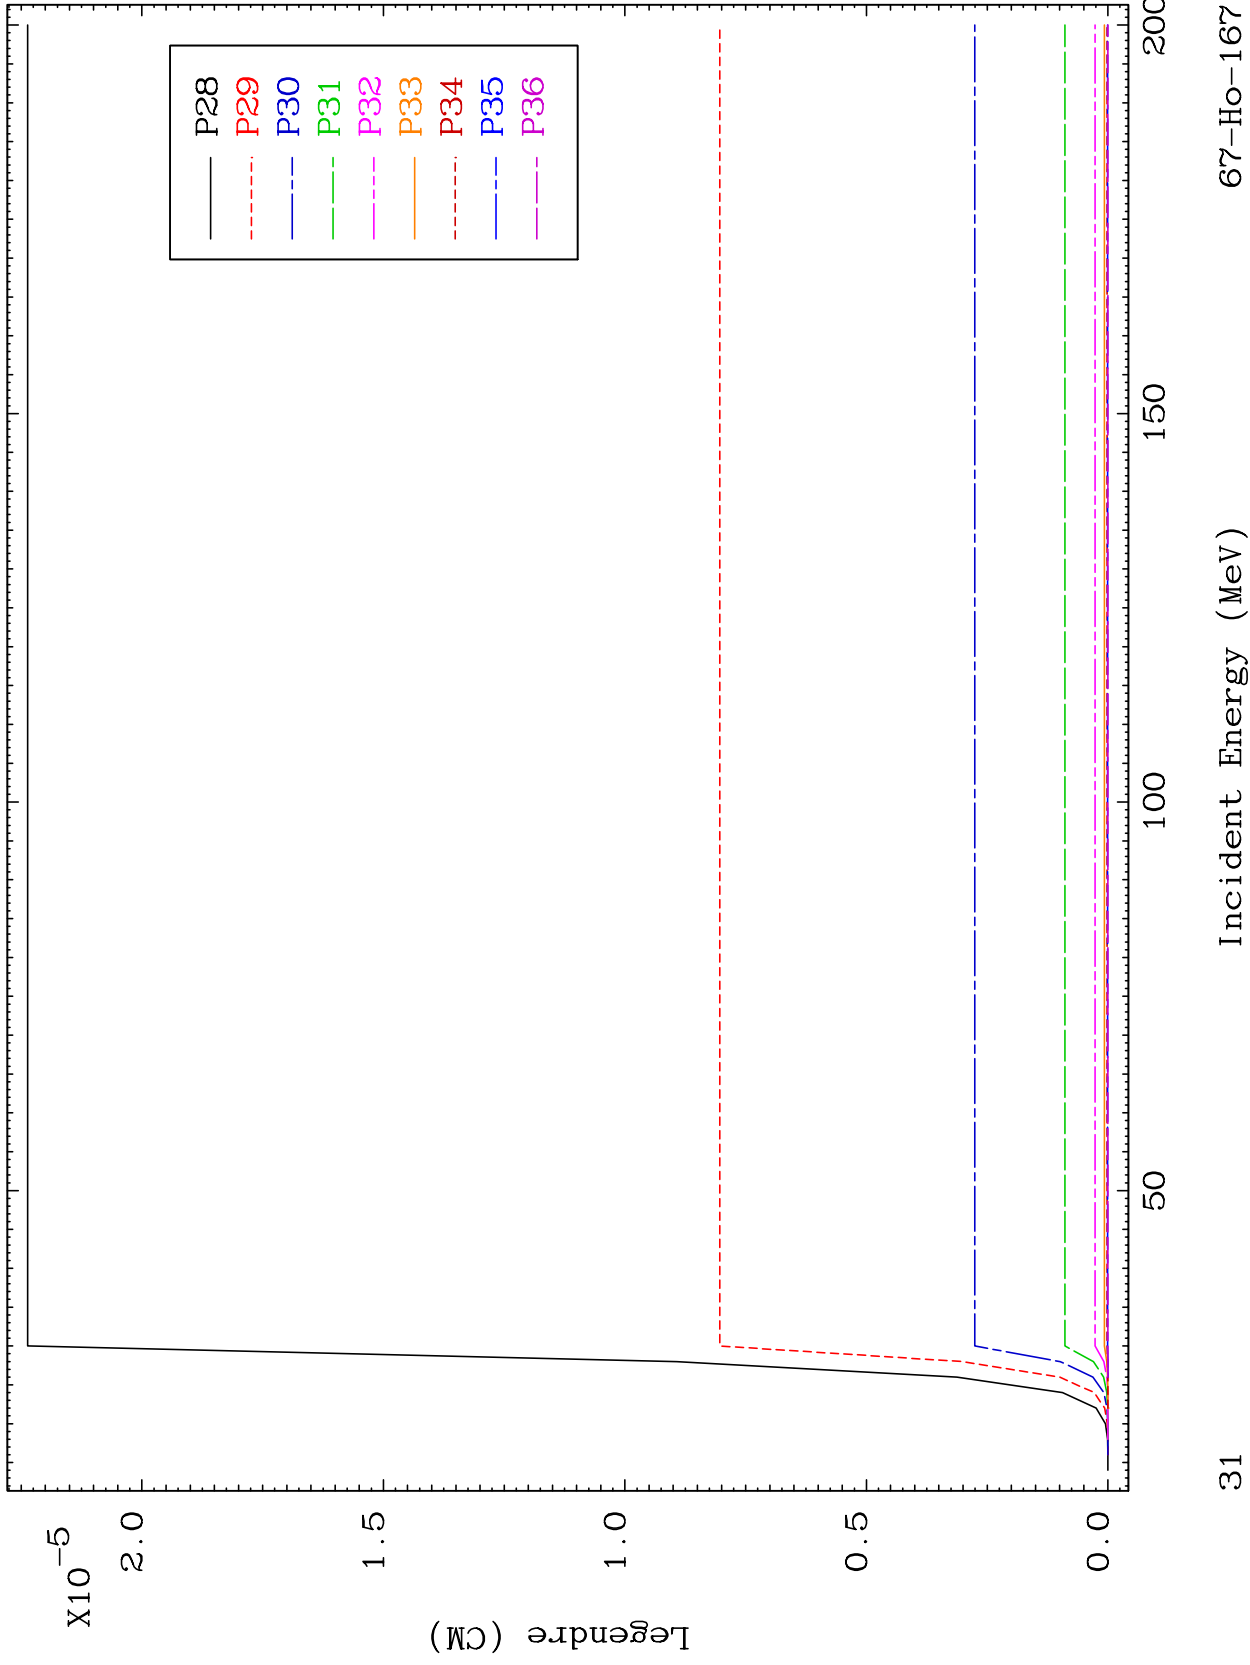 X10-5
2.0
1.5
1.0
0.5
0.0
Legendre (CM)
P28
P29
P30
P31
P32
P33
P34
P35
P36
50
100
150
200
Incident Energy (MeV)
31
67-Ho-167